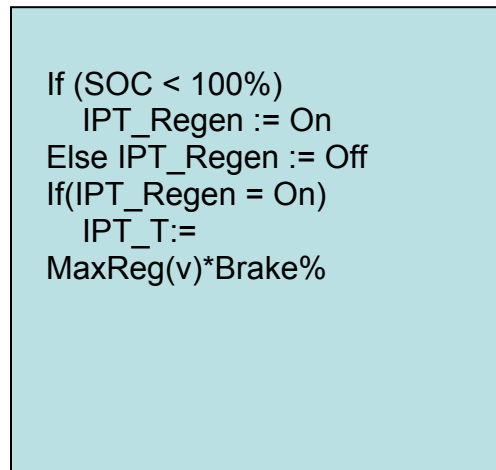 If (SOC < 100%)
IPT_Regen := On
Else IPT_Regen := Off
If(IPT_Regen = On)
IPT_T:=
MaxReg(v)*Brake%